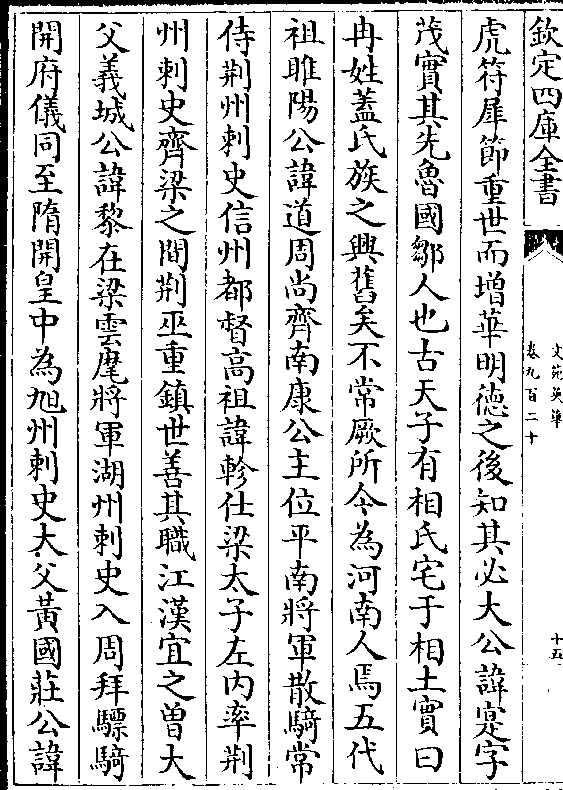 欽定四庫全書
文苑英華
卷九百二十
十五
虎符犀節重世而增華明德之後知其必大公諱寔字
茂實其先魯國鄒人也古天子有相氏宅于相土實曰
冉姓蓋氏族之興舊矣不常厥所今為河南人焉五代
祖睢陽公諱道周尚齊南康公主位平南將軍散騎常
侍荆州刺史信州都督高祖諱軫仕梁太子左内率荆
州刺史齊梁之間荆巫重鎮世善其職江漢宜之曽大
父義城公諱黎在梁雲麾將軍湖州刺史入周拜驃騎
開府儀同至隋開皇中為旭州刺史大父黄國莊公諱